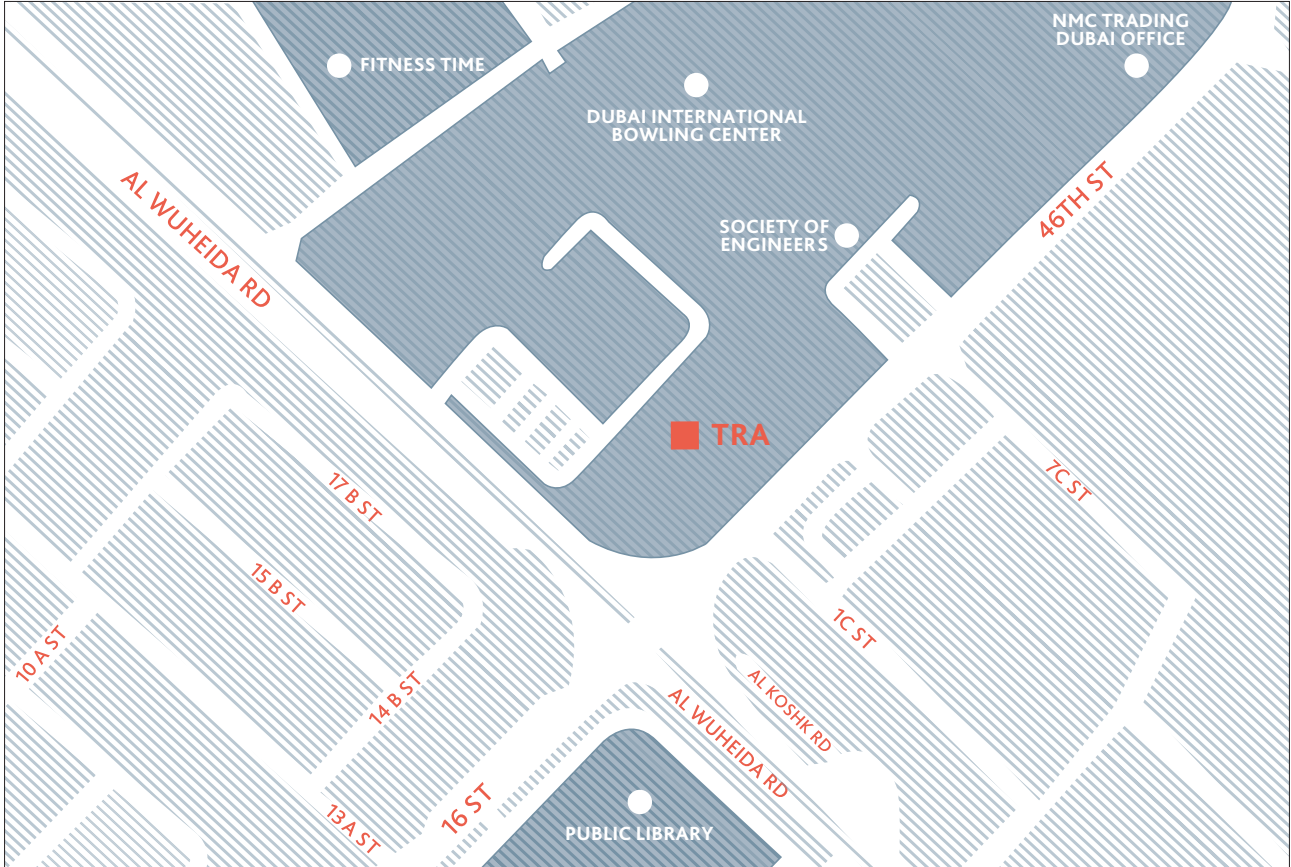 NMC TRADING
DUBAI OFFICE
FITNESS TIME
DUBAI INTERNATIONAL
BOWLING CENTER
AL WUHEIDA RD
46TH ST
SOCIETY OF
ENGINEERS
TRA
7C ST
17 B ST
15 B ST
10 A ST
14 B ST
1C ST
AL KOSHK RD
AL WUHEIDA RD
16 ST
13A ST
PUBLIC LIBRARY